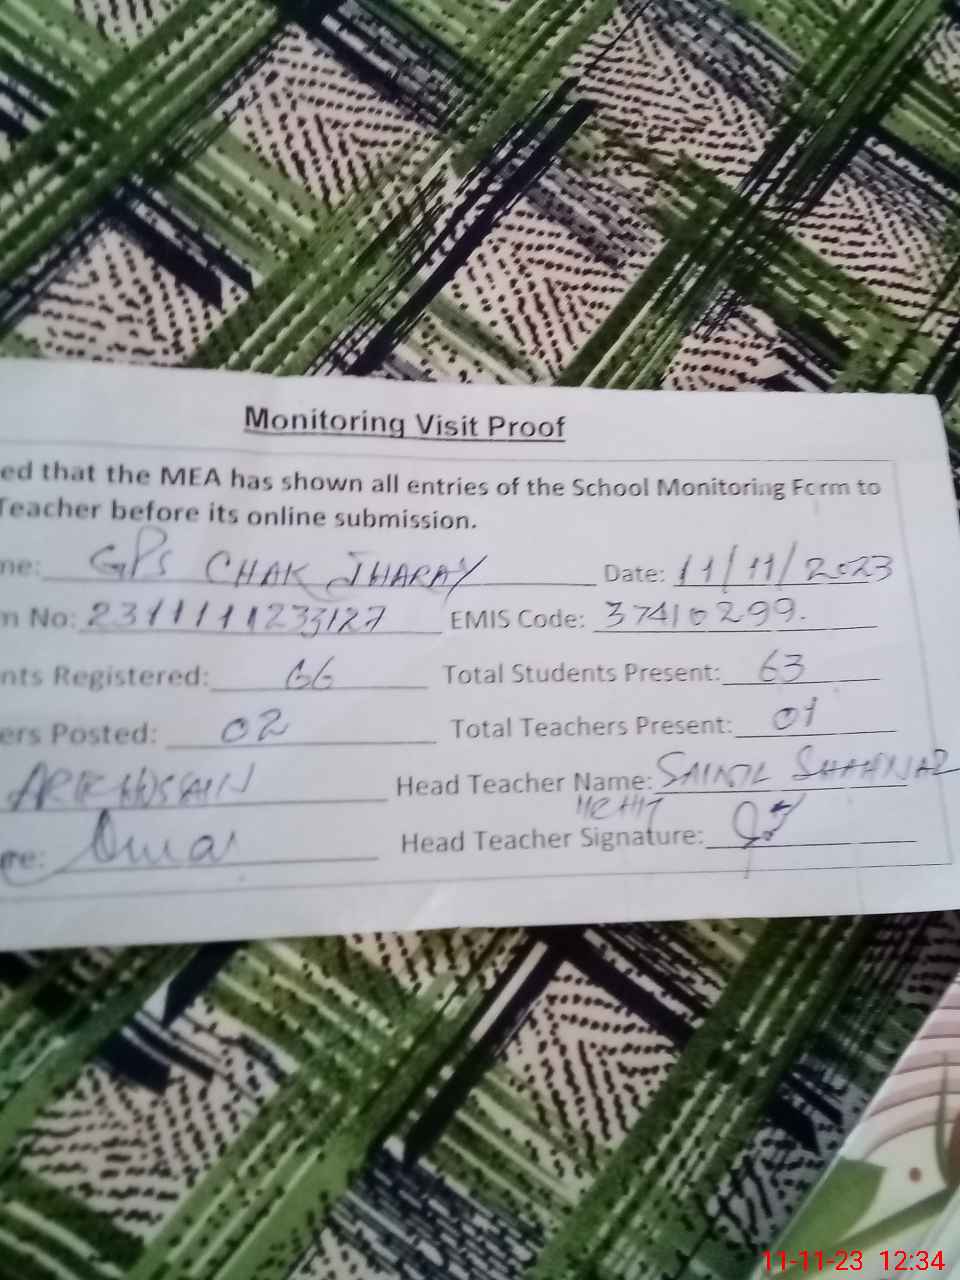 Monitoring Visit Proof
ed that the MEA has shown all entries of the School Monitoring Form to
Teacher before its online submission.
me: GPS CHAK JHARAY Date: 11/11/2023
n No: 2311111233127 EMIS Code: 37410299.
nts Registered: 66 Total Students Present: 63
ers Posted: 02 Total Teachers Present: 01
Head Teacher Name: SHAHNAZ
re: Head Teacher Signature:
11-11-23 12:34